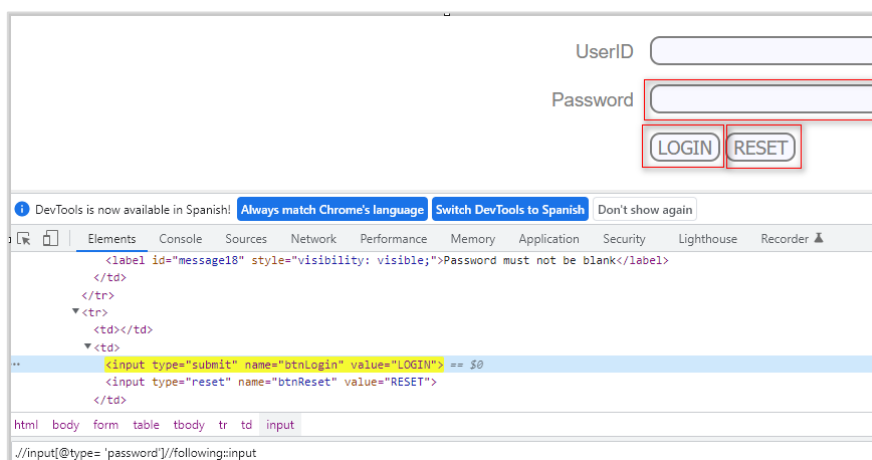 UserID
Password
LOGIN RESET
DevTools is now available in Spanish! Always match Chrome's language Switch DevTools to Spanish Don't show again
Elements Console Sources Network Performance Memory Application Security Lighthouse Recorder
<label id="message18" style="visibility: visible;">Password must not be blank</label>
</td>
</tr>
▼<tr>
<td></td>
▼<td>
<input type="submit" name="btnLogin" value="LOGIN"> == $0
<input type="reset" name="btnReset" value="RESET">
</td>
html body form table tbody tr td input
.//input[@type= 'password']//following::input